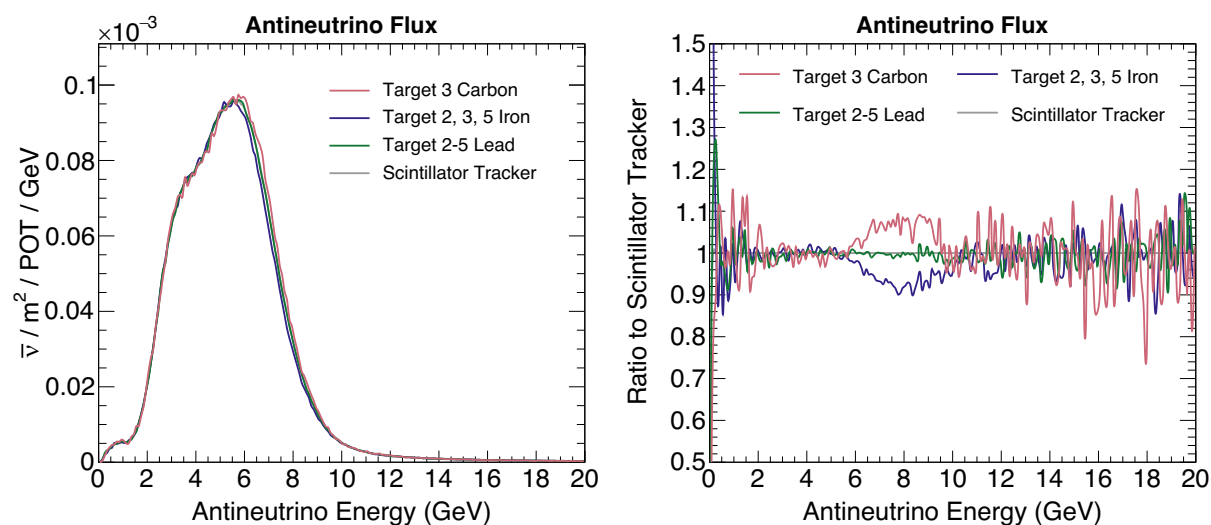 Antineutrino Flux
×10⁻³
0.1
0.08
0.06
0.04
0.02
0
ν̅ / m² / POT / GeV
Target 3 Carbon
Target 2, 3, 5 Iron
Target 2-5 Lead
Scintillator Tracker
0 2 4 6 8 10 12 14 16 18 20
Antineutrino Energy (GeV)
Antineutrino Flux
1.5
1.4
1.3
1.2
1.1
1
0.9
0.8
0.7
0.6
0.5
Ratio to Scintillator Tracker
Target 3 Carbon Target 2, 3, 5 Iron
Target 2-5 Lead Scintillator Tracker
0 2 4 6 8 10 12 14 16 18 20
Antineutrino Energy (GeV)